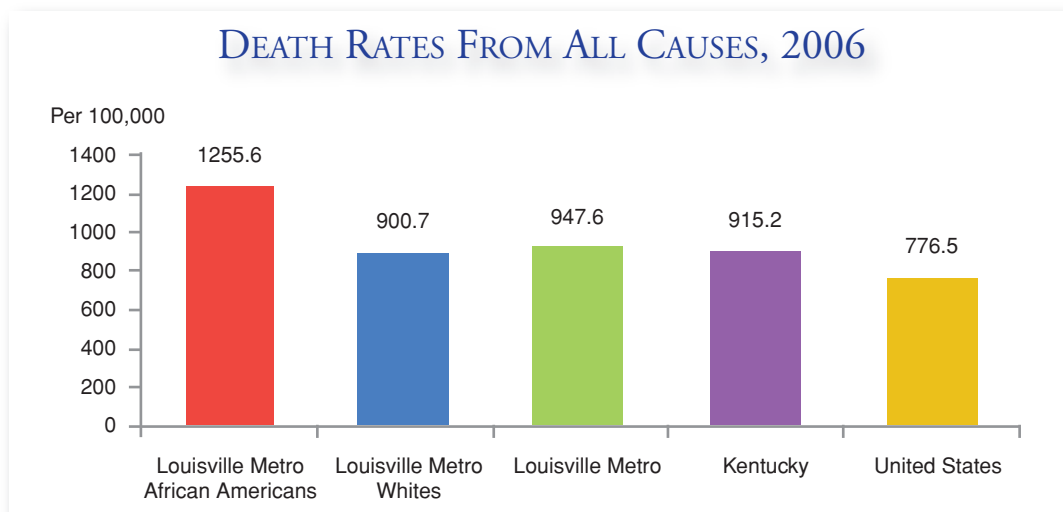 DEATH RATES FROM ALL CAUSES, 2006
Per 100,000
1400
1200
1000
800
600
400
200
0
1255.6
900.7
947.6
915.2
776.5
Louisville Metro
African Americans
Louisville Metro
Whites
Louisville Metro
Kentucky
United States